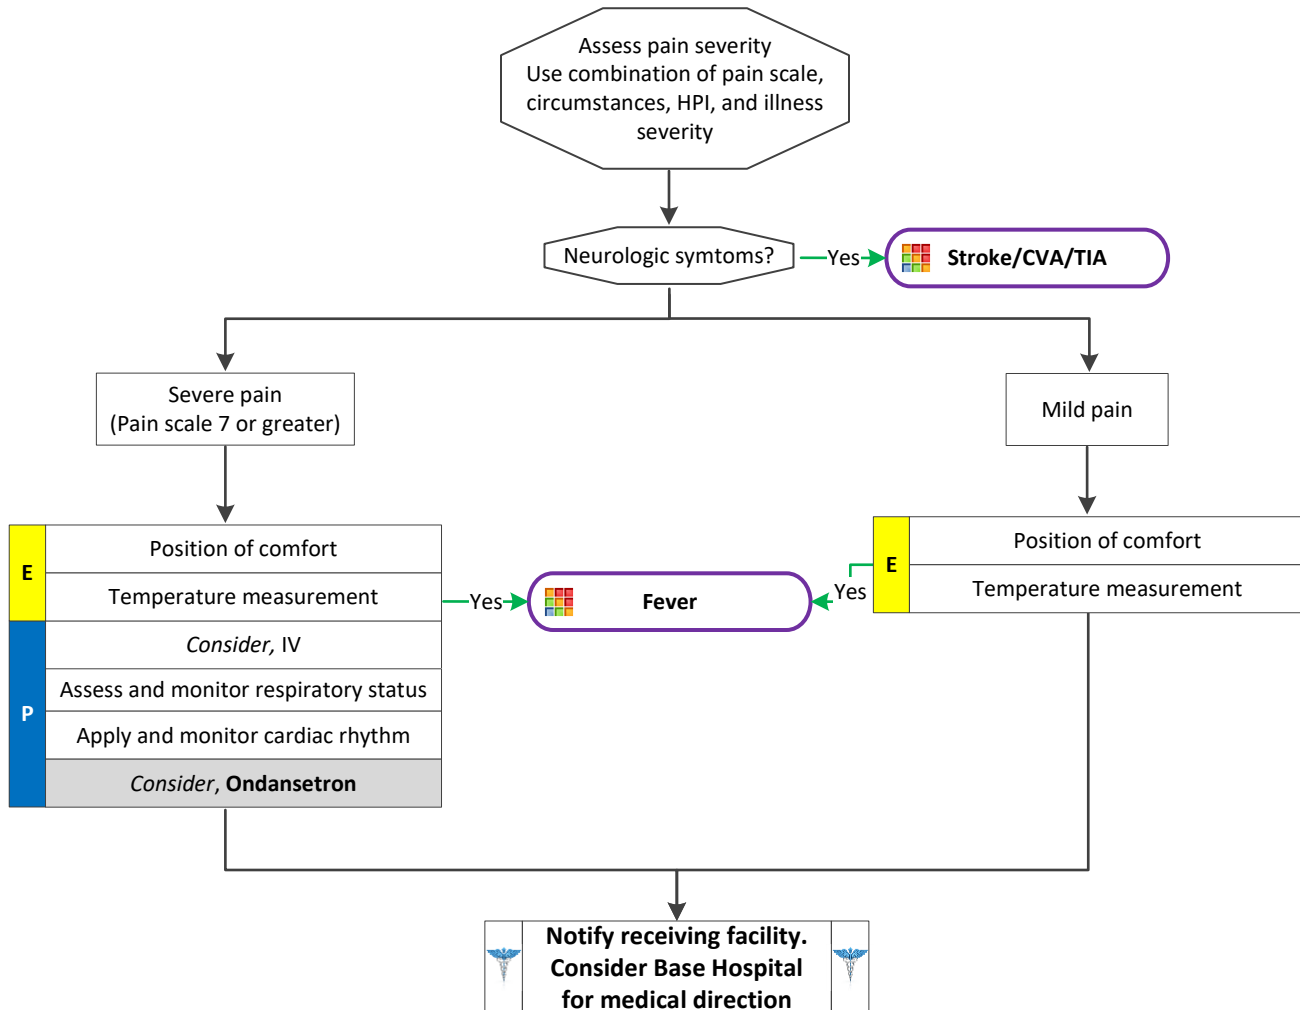 Assess pain severity
Use combination of pain scale,
circumstances, HPI, and illness
severity
Neurologic symtoms?
Yes
Stroke/CVA/TIA
Severe pain
(Pain scale 7 or greater)
Mild pain
E
Position of comfort
Temperature measurement
Yes
Fever
Yes
E
Position of comfort
Temperature measurement
P
Consider, IV
Assess and monitor respiratory status
Apply and monitor cardiac rhythm
Consider, Ondansetron
Notify receiving facility.
Consider Base Hospital
for medical direction